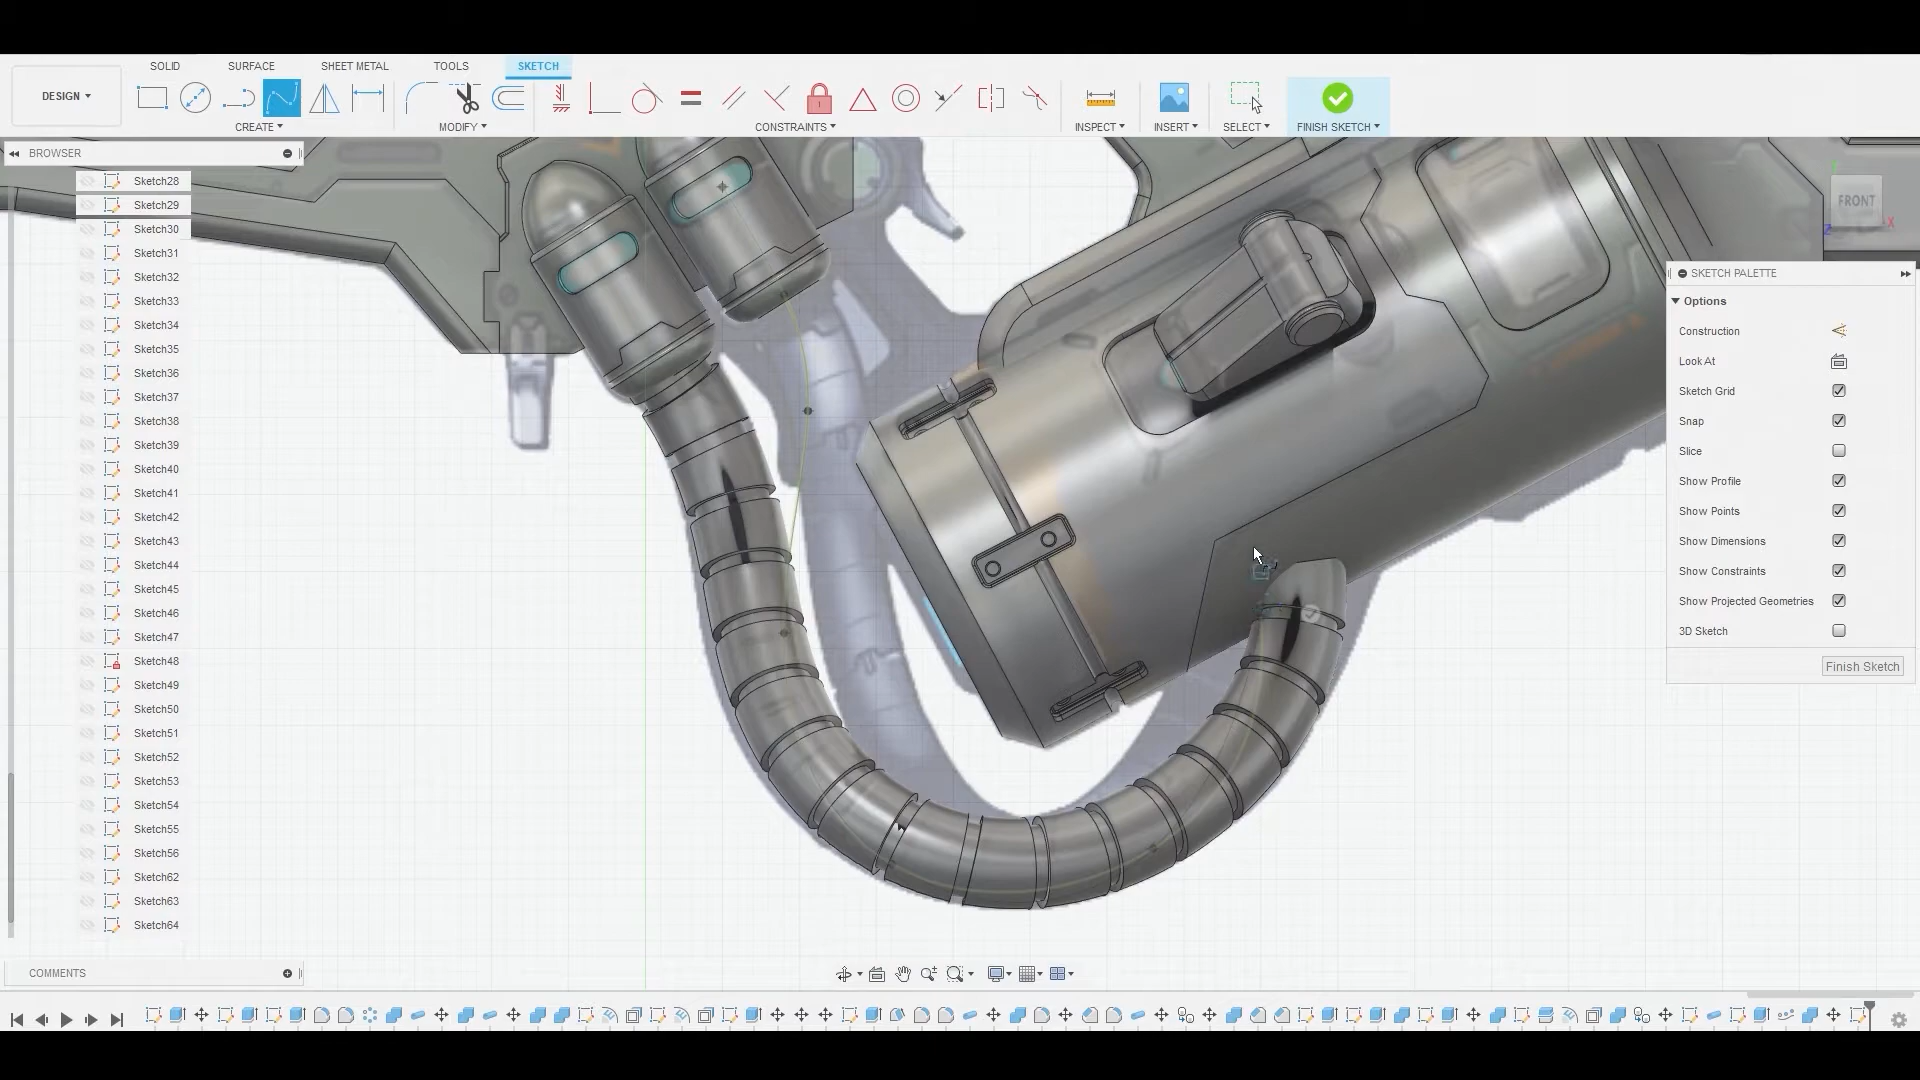 SOLID SURFACE SHEET METAL TOOLS SKETCH
DESIGN
CREATE MODIFY CONSTRAINTS INSPECT INSERT SELECT FINISH SKETCH
BROWSER
Sketch28
Sketch29
Sketch30
Sketch31
Sketch32
Sketch33
Sketch34
Sketch35
Sketch36
Sketch37
Sketch38
Sketch39
Sketch40
Sketch41
Sketch42
Sketch43
Sketch44
Sketch45
Sketch46
Sketch47
Sketch48
Sketch49
Sketch50
Sketch51
Sketch52
Sketch53
Sketch54
Sketch55
Sketch56
Sketch62
Sketch63
Sketch64
COMMENTS
FRONT
X
Z
SKETCH PALETTE
Options
Construction
Look At
Sketch Grid
Snap
Slice
Show Profile
Show Points
Show Dimensions
Show Constraints
Show Projected Geometries
3D Sketch
Finish Sketch